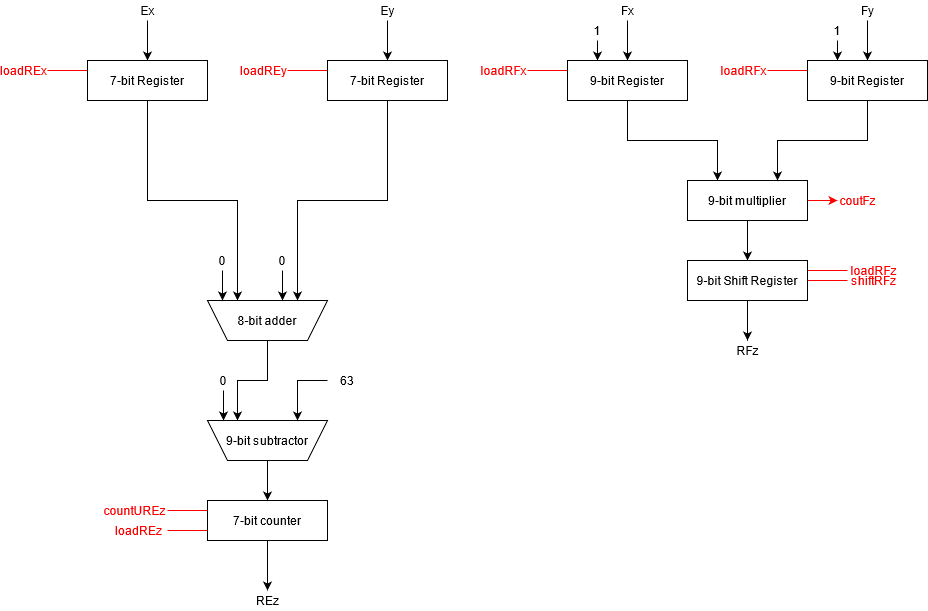 Ex
Ey
Fx
Fy
1
1
loadREx
7-bit Register
loadREy
7-bit Register
loadRFx
9-bit Register
loadRFx
9-bit Register
9-bit multiplier
coutFz
0
0
9-bit Shift Register
loadRFz
shiftRFz
8-bit adder
RFz
0
63
9-bit subtractor
countUREz
7-bit counter
loadREz
REz